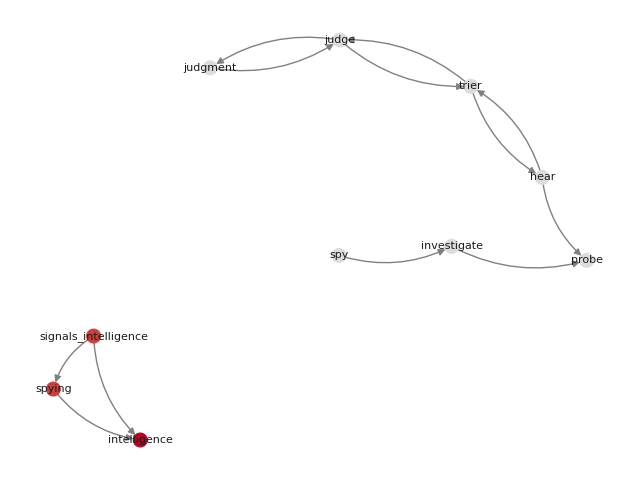 judge
judgment
trier
hear
investigate
spy
probe
signals_intelligence
spying
intelligence